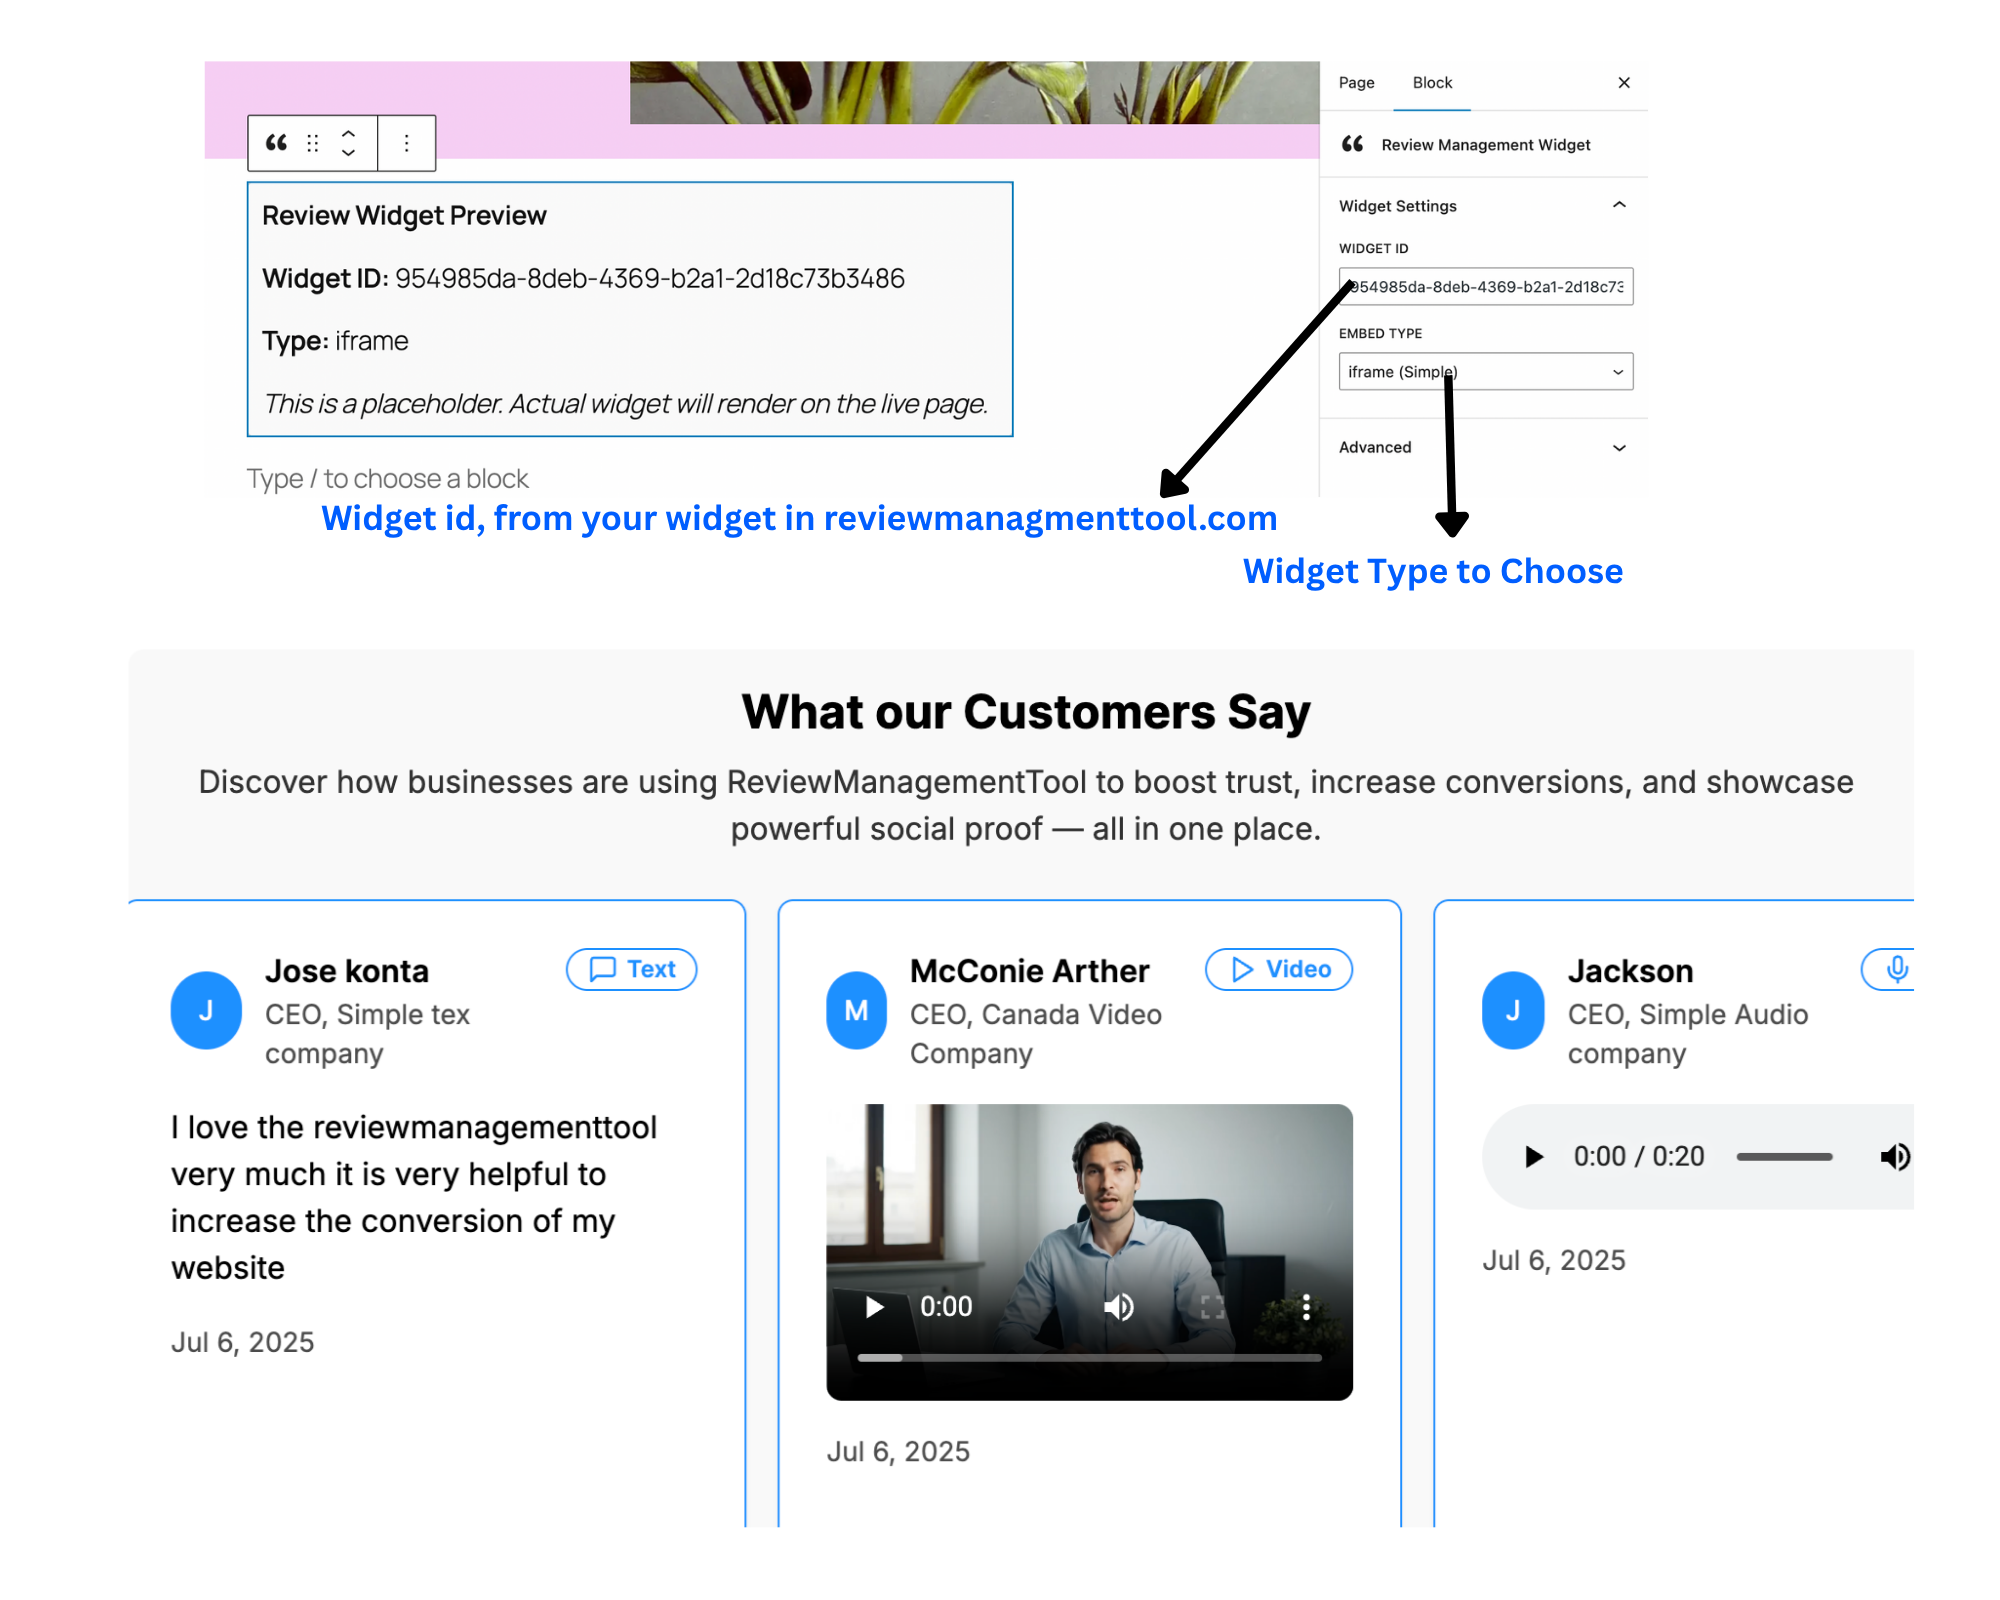 Page Block
Review Management Widget
Review Widget Preview
Widget ID: 954985da-8deb-4369-b2a1-2d18c73b3486
Type: iframe
This is a placeholder. Actual widget will render on the live page.
Type / to choose a block
Widget Settings
WIDGET ID
954985da-8deb-4369-b2a1-2d18c73
EMBED TYPE
iframe (Simple)
Advanced
Widget id, from your widget in reviewmanagmenttool.com
Widget Type to Choose
What our Customers Say
Discover how businesses are using ReviewManagementTool to boost trust, increase conversions, and showcase
powerful social proof — all in one place.
J
Jose konta
Text
CEO, Simple tex
company
I love the reviewmanagementtool
very much it is very helpful to
increase the conversion of my
website
Jul 6, 2025
M
McConie Arther
Video
CEO, Canada Video
Company
0:00
Jul 6, 2025
J
Jackson
CEO, Simple Audio
company
0:00 / 0:20
Jul 6, 2025